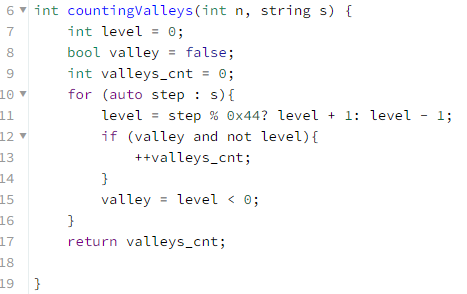 6 int countingValleys(int n, string s) {
7     int level = 0;
8     bool valley = false;
9     int valleys_cnt = 0;
10     for (auto step : s){
11         level = step % 0x44? level + 1: level - 1;
12         if (valley and not level){
13             ++valleys_cnt;
14         }
15         valley = level < 0;
16     }
17     return valleys_cnt;
18
19 }